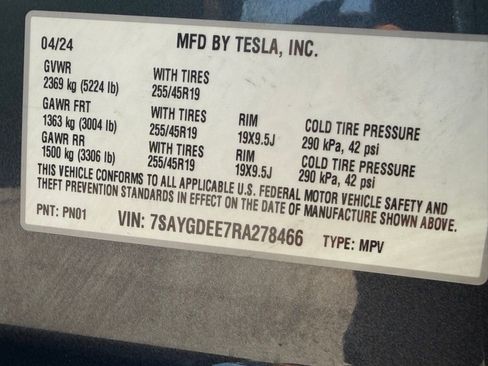 04/24 MFD BY TESLA, INC.
GVWR
2369 kg (5224 lb) WITH TIRES
255/45R19
GAWR FRT
1363 kg (3004 lb) WITH TIRES
255/45R19 RIM
19X9.5J COLD TIRE PRESSURE
290 kPa, 42 psi
GAWR RR
1500 kg (3306 lb) WITH TIRES
255/45R19 RIM
19X9.5J COLD TIRE PRESSURE
290 kPa, 42 psi
THIS VEHICLE CONFORMS TO ALL APPLICABLE U.S. FEDERAL MOTOR VEHICLE SAFETY AND
THEFT PREVENTION STANDARDS IN EFFECT ON THE DATE OF MANUFACTURE SHOWN ABOVE.
PNT: PN01 VIN: 7SAYGDEE7RA278466 TYPE: MPV